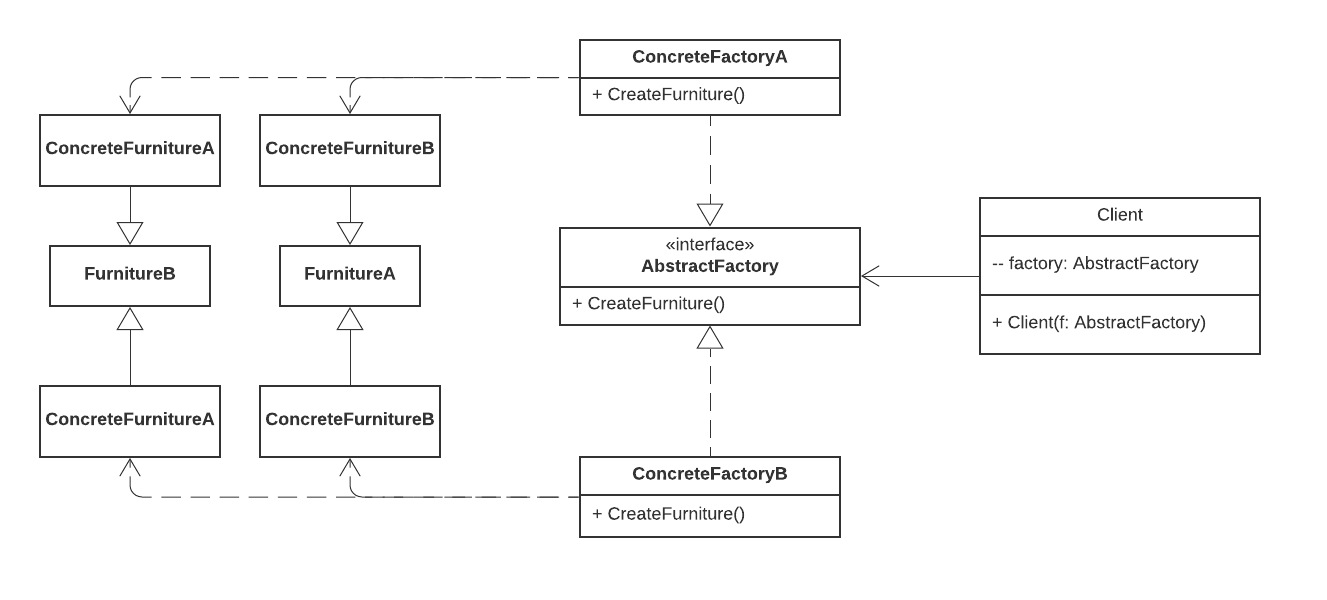 ConcreteFactoryA
+ CreateFurniture()
ConcreteFurnitureA
ConcreteFurnitureB
FurnitureB
FurnitureA
«interface»
AbstractFactory
+ CreateFurniture()
Client
-- factory: AbstractFactory
+ Client(f: AbstractFactory)
ConcreteFurnitureA
ConcreteFurnitureB
ConcreteFactoryB
+ CreateFurniture()